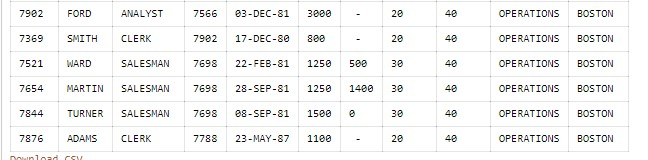 7902 FORD ANALYST 7566 03-DEC-81 3000 - 20 40 OPERATIONS BOSTON
7369 SMITH CLERK 7902 17-DEC-80 800 - 20 40 OPERATIONS BOSTON
7521 WARD SALESMAN 7698 22-FEB-81 1250 500 30 40 OPERATIONS BOSTON
7654 MARTIN SALESMAN 7698 28-SEP-81 1250 1400 30 40 OPERATIONS BOSTON
7844 TURNER SALESMAN 7698 08-SEP-81 1500 0 30 40 OPERATIONS BOSTON
7876 ADAMS CLERK 7788 23-MAY-87 1100 - 20 40 OPERATIONS BOSTON
Download CSV